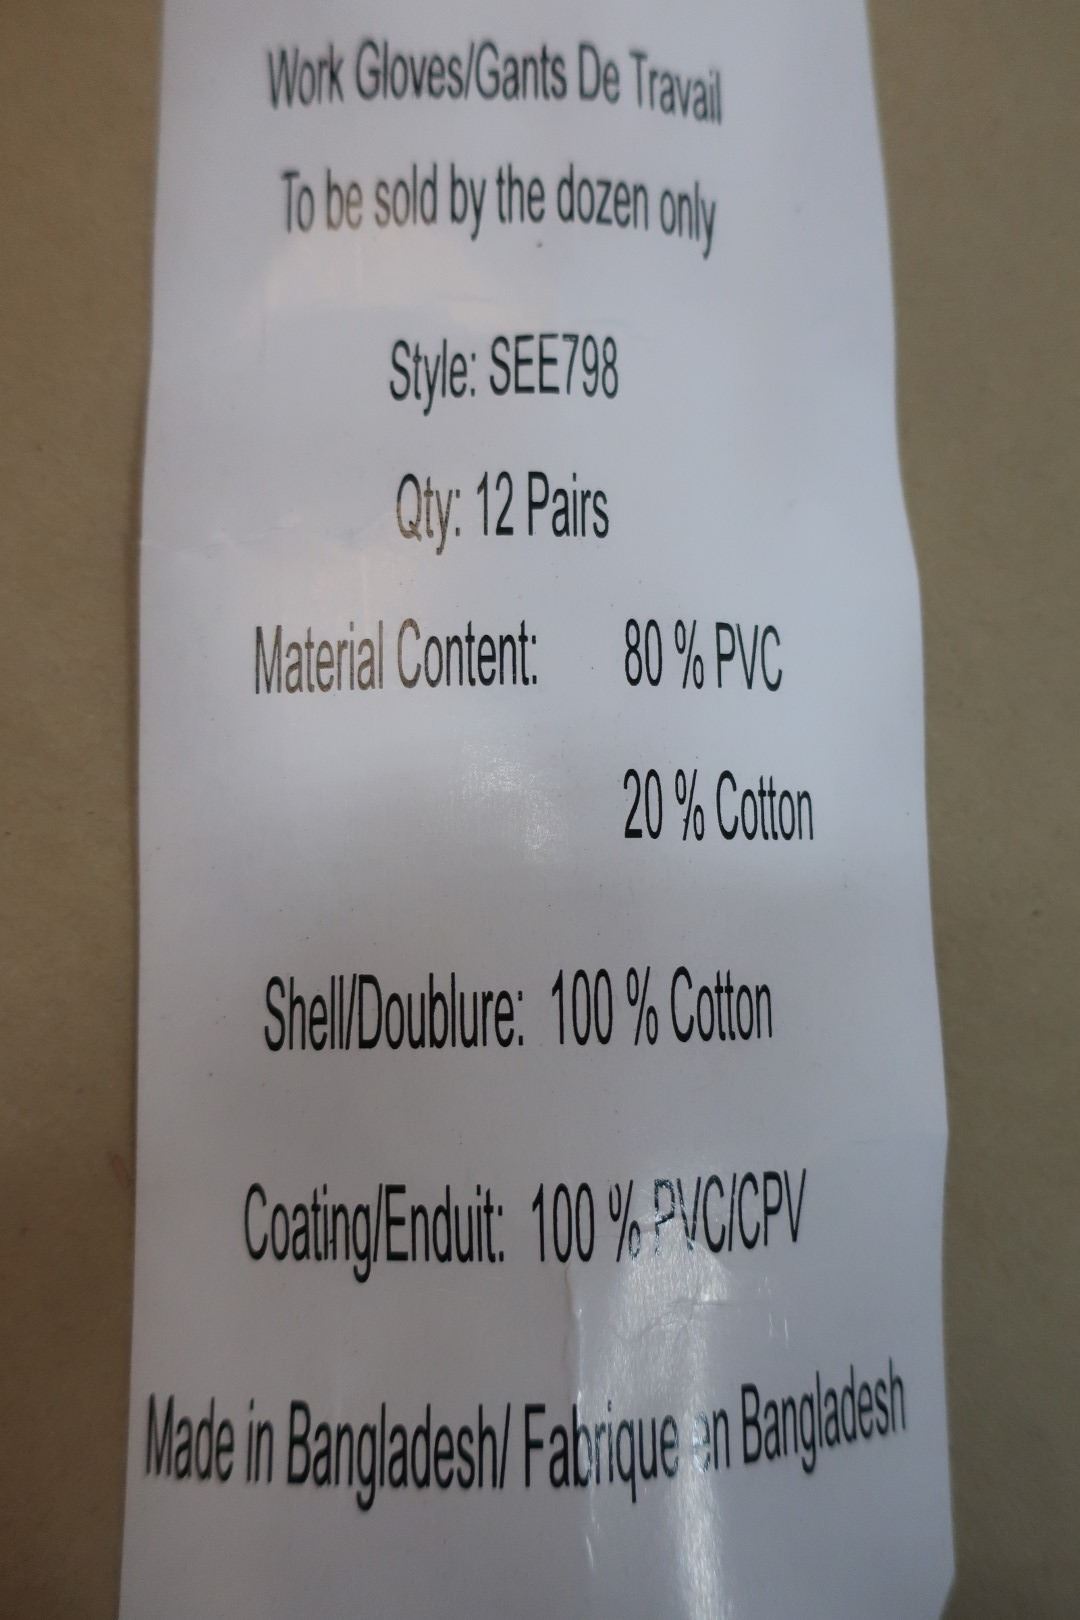 Work Gloves/Gants De Travail
To be sold by the dozen only
Style: SEE798
Qty: 12 Pairs
Material Content: 80 % PVC
20 % Cotton
Shell/Doublure: 100 % Cotton
Coating/Enduit: 100 % PVC/CPV
Made in Bangladesh/ Fabrique en Bangladesh